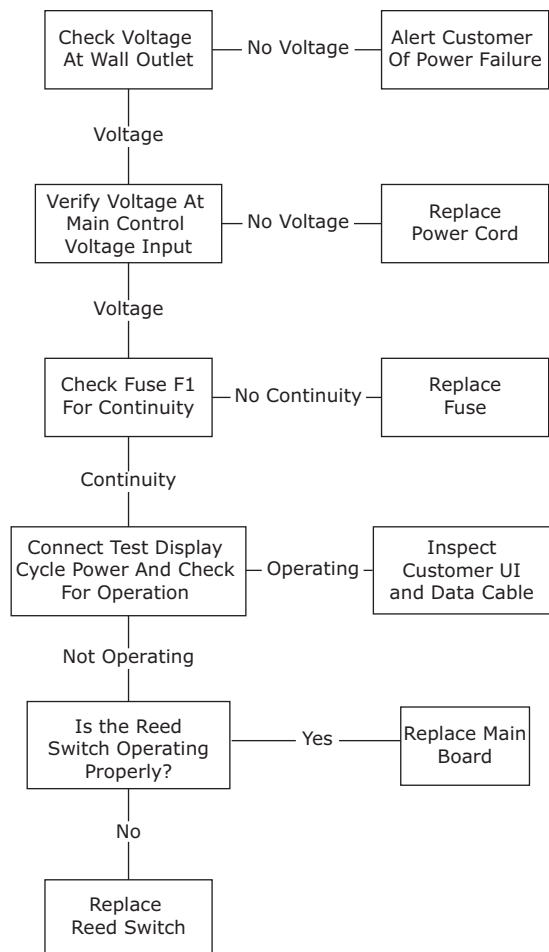 Check Voltage
At Wall Outlet
No Voltage
Alert Customer
Of Power Failure
Voltage
Verify Voltage At
Main Control
Voltage Input
No Voltage
Replace
Power Cord
Voltage
Check Fuse F1
For Continuity
No Continuity
Replace
Fuse
Continuity
Connect Test Display
Cycle Power And Check
For Operation
Operating
Inspect
Customer UI
and Data Cable
Not Operating
Is the Reed
Switch Operating
Properly?
Yes
Replace Main
Board
No
Replace
Reed Switch